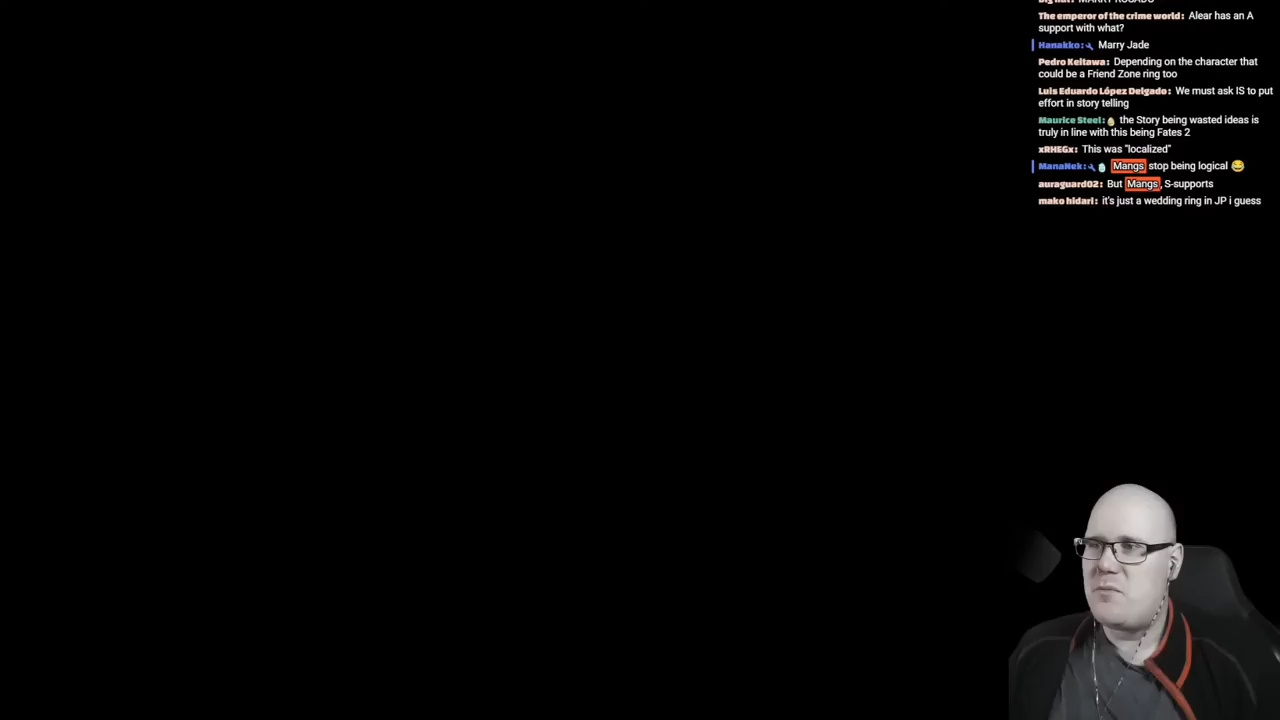 The emperor of the crime world: Alear has an A
support with what?
Hanakko: Marry Jade
Pedro Keitawa: Depending on the character that
could be a Friend Zone ring too
Luis Eduardo López Delgado: We must ask IS to put
effort in story telling
Maurice Steel: the Story being wasted ideas is
truly in line with this being Fates 2
xRHEGx: This was "localized"
ManaNek: Mangs stop being logical 😂
auraguard02: But Mangs, S-supports
mako hidari: it's just a wedding ring in JP i guess